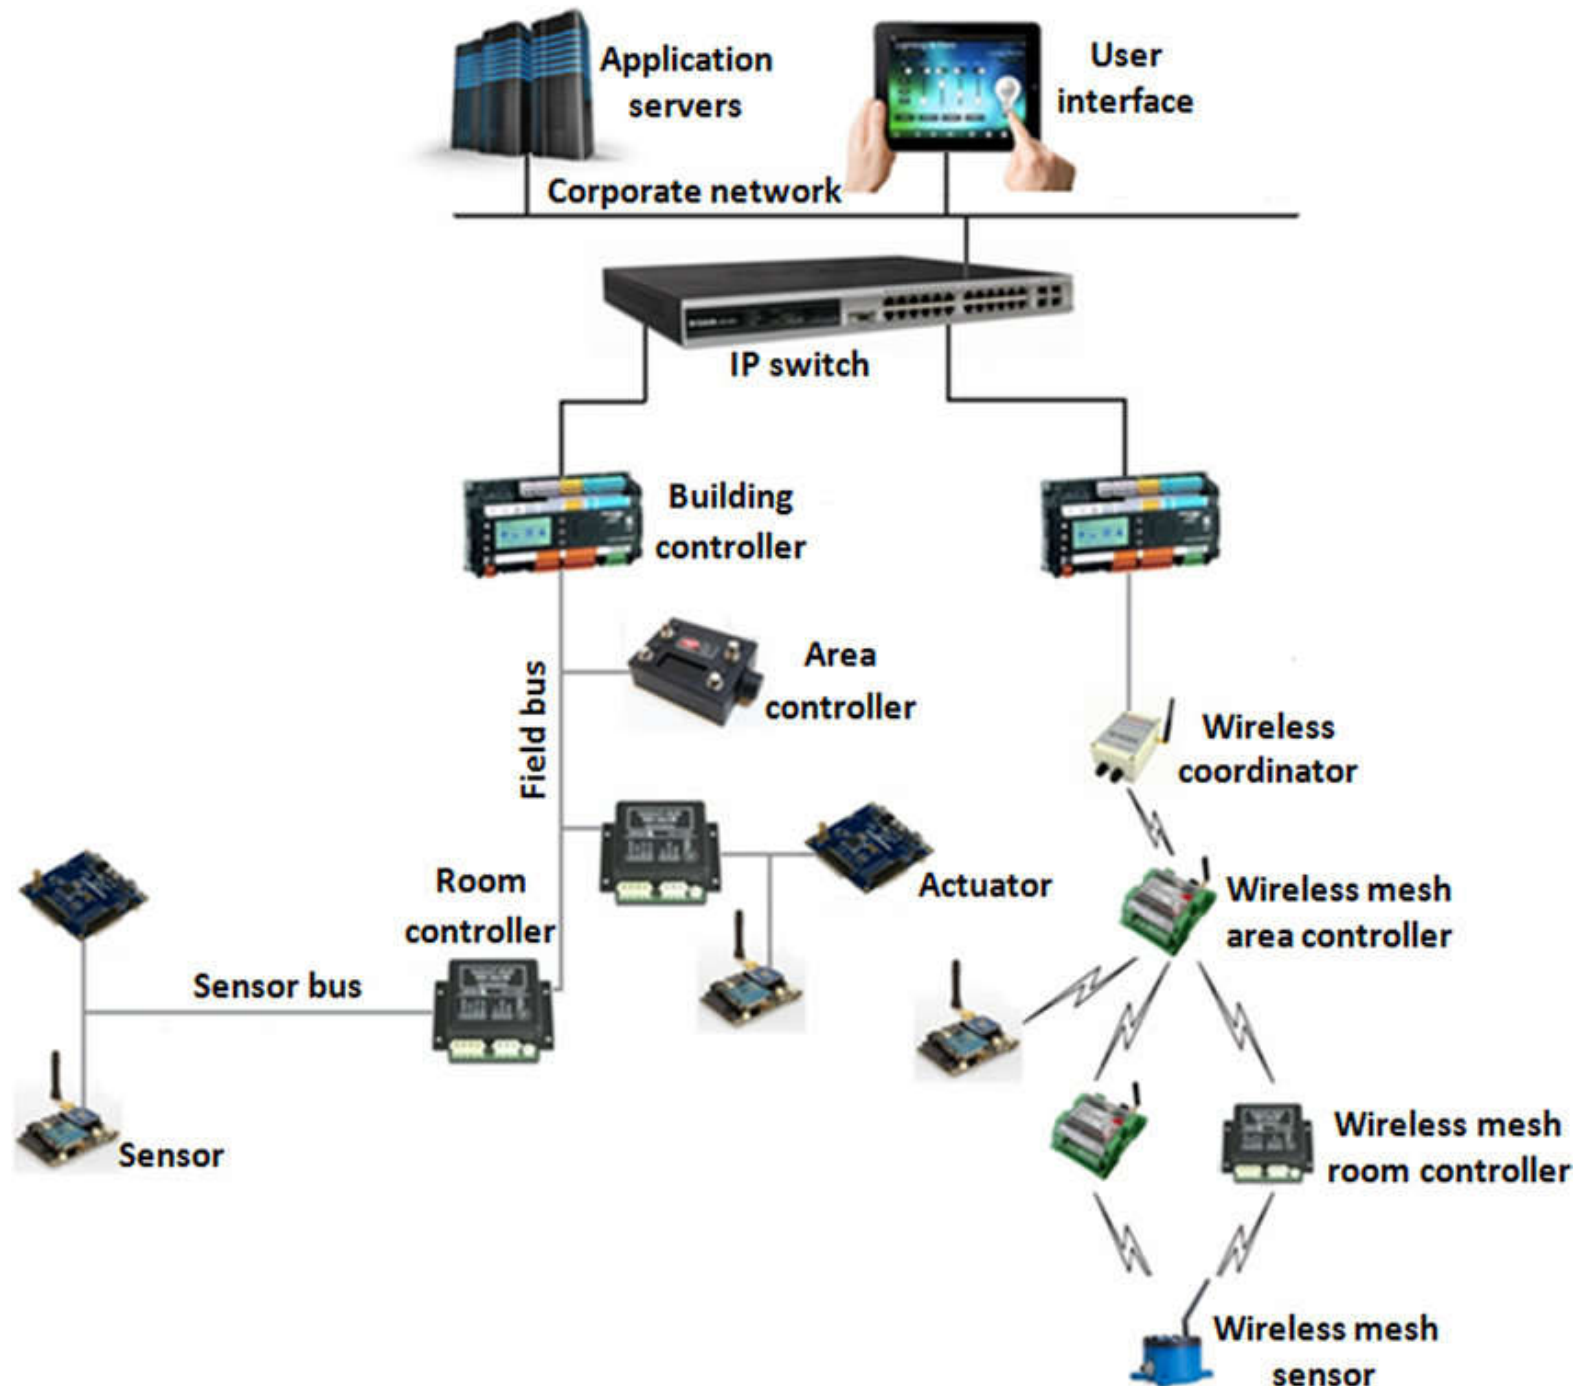 Application
servers
User
interface
Corporate network
IP switch
Building
controller
Area
controller
Field bus
Wireless
coordinator
Room
controller
Actuator
Wireless mesh
area controller
Sensor bus
Sensor
Wireless mesh
room controller
Wireless mesh
sensor